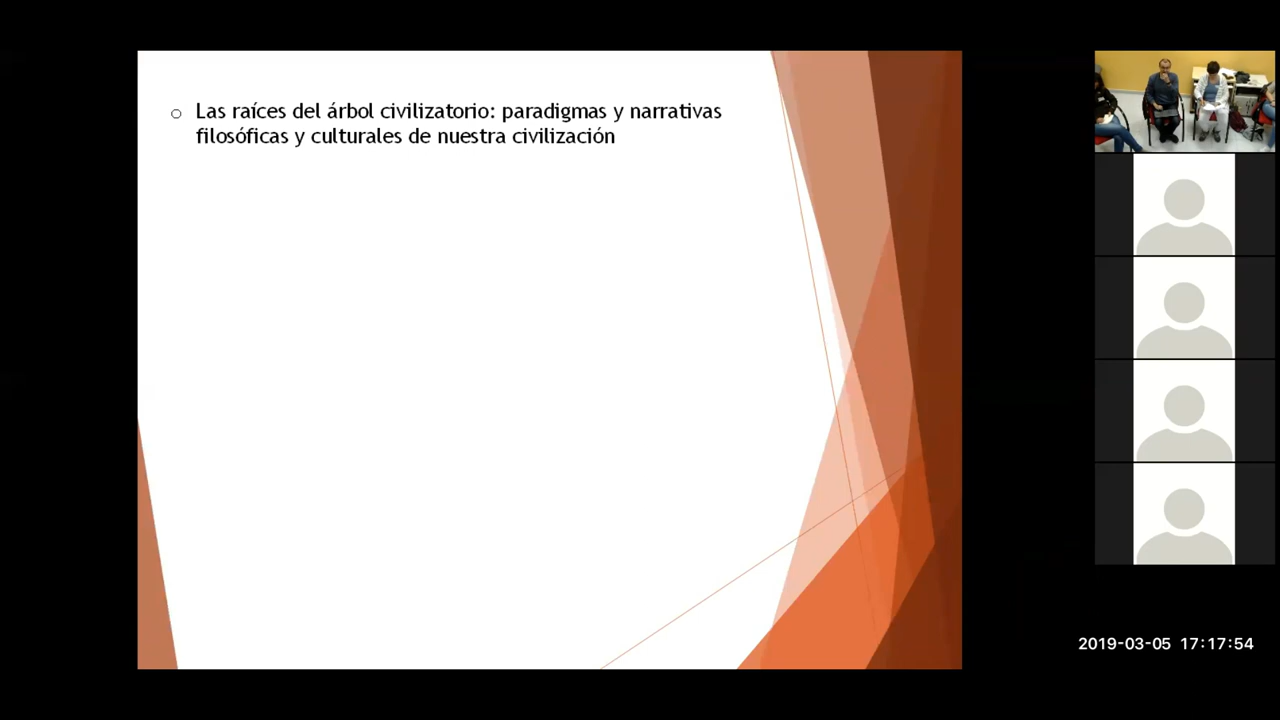 Las raíces del árbol civilizatorio: paradigmas y narrativas
filosóficas y culturales de nuestra civilización
2019-03-05 17:17:54